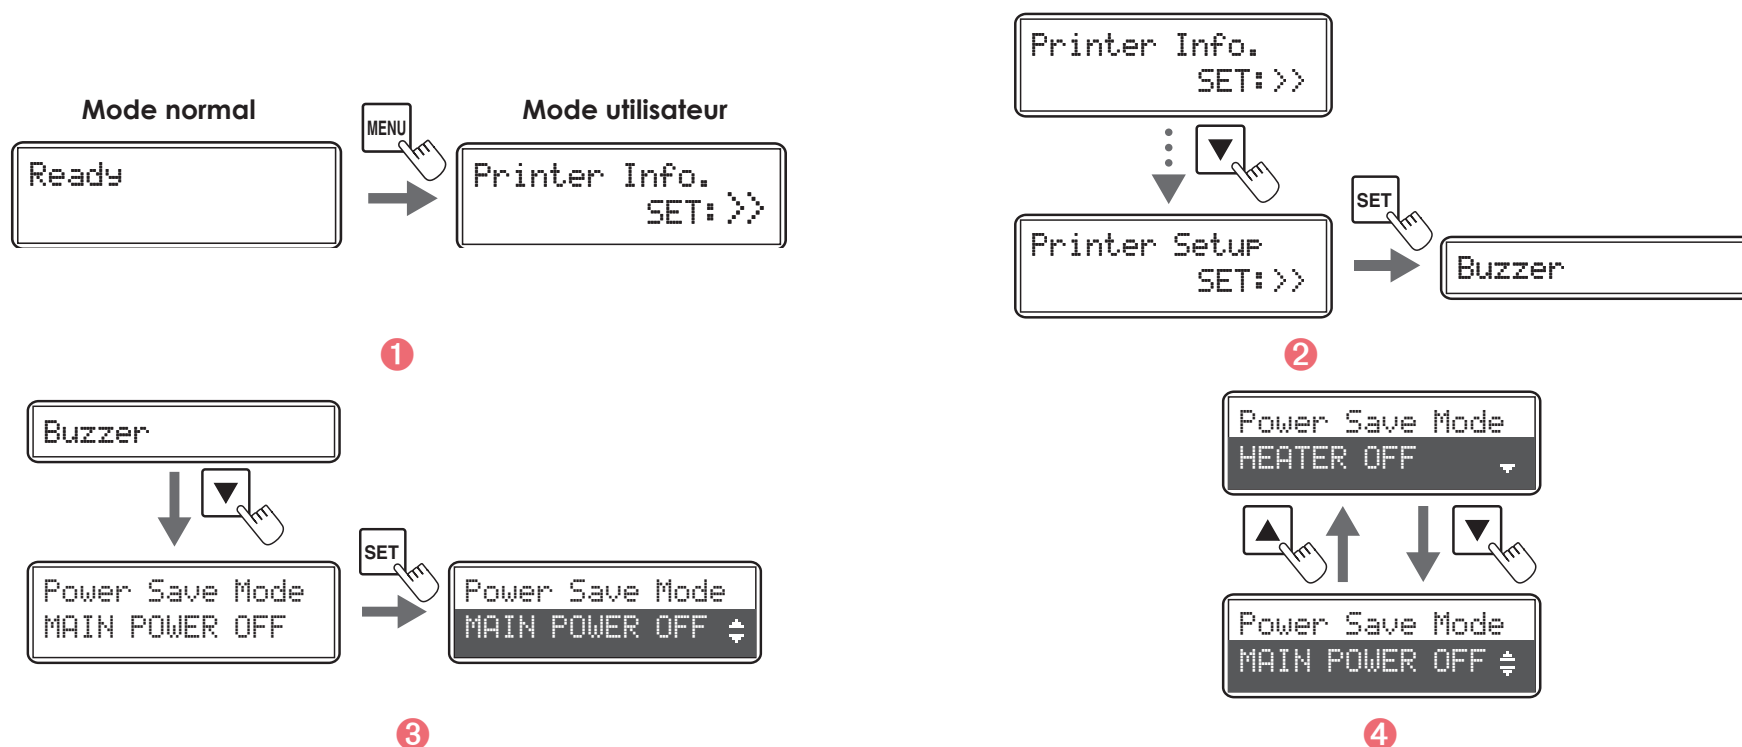 Mode normal
Ready
MENU
Mode utilisateur
Printer Info.
SET:>>
1
Printer Info.
SET:>>
▼
Printer Setup
SET:>>
SET
Buzzer
2
Buzzer
▼
Power Save Mode
MAIN POWER OFF
SET
Power Save Mode
MAIN POWER OFF
3
Power Save Mode
HEATER OFF
▲
▼
Power Save Mode
MAIN POWER OFF
4